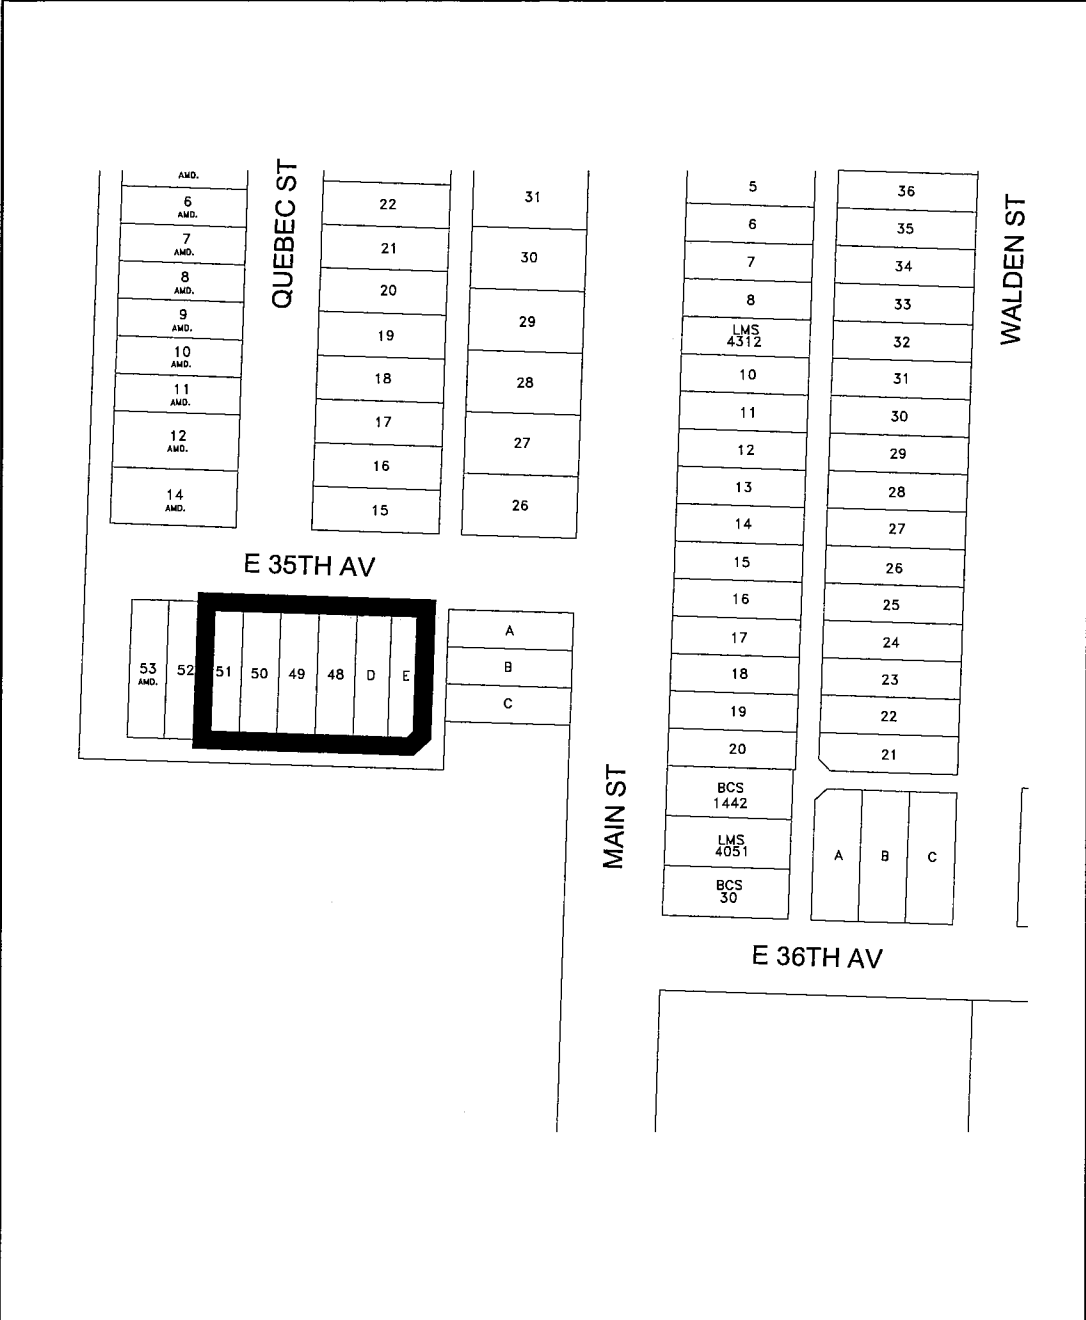 AMD.
6
AMD.
7
AMD.
8
AMD.
9
AMD.
10
AMD.
11
AMD.
12
AMD.
14
AMD.
QUEBEC ST
22
21
20
19
18
17
16
15
31
30
29
28
27
26
5
6
7
8
LMS
4312
10
11
12
13
14
15
16
17
18
19
20
BCS
1442
LMS
4051
BCS
30
36
35
34
33
32
31
30
29
28
27
26
25
24
23
22
21
WALDEN ST
E 35TH AV
53
AMD.
52
51
50
49
48
D
E
A
B
C
MAIN ST
A
B
C
E 36TH AV